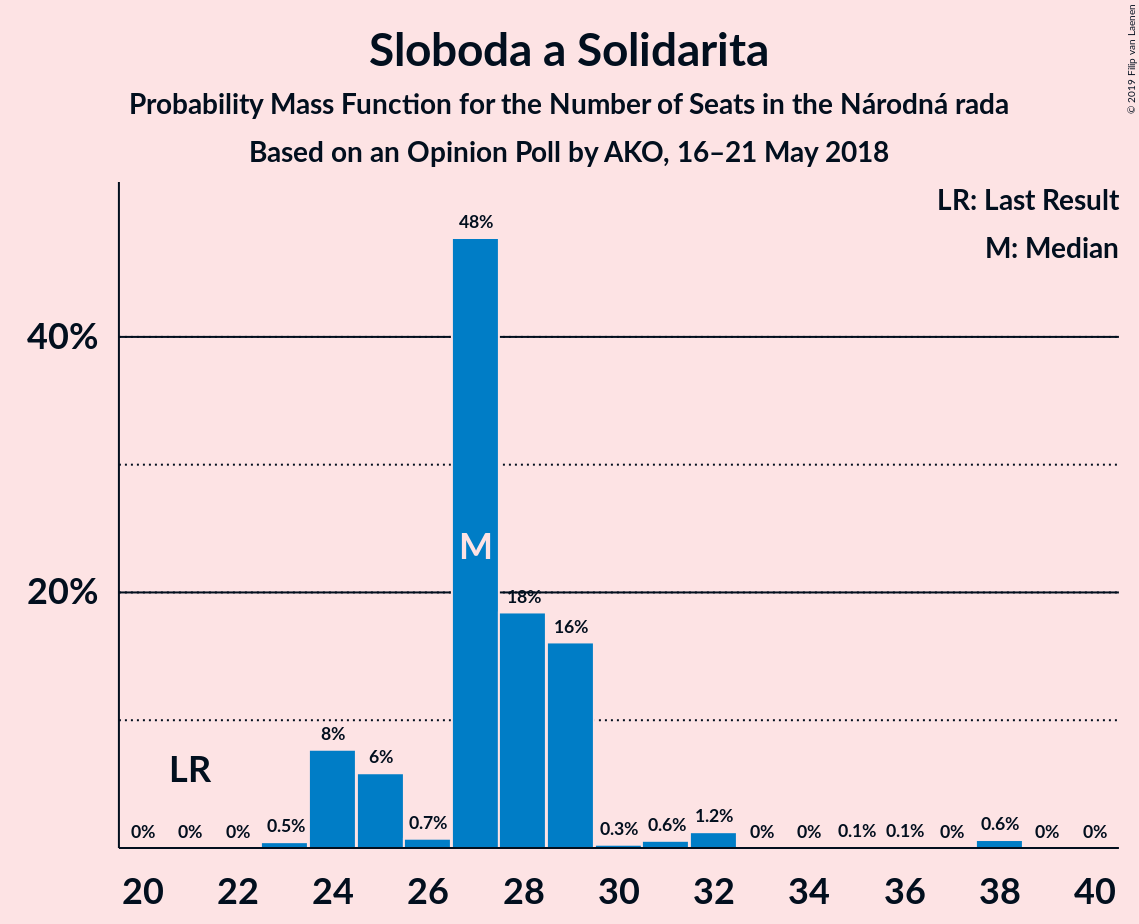 Sloboda a Solidarita
Probability Mass Function for the Number of Seats in the Národná rada
Based on an Opinion Poll by AKO, 16–21 May 2018
© 2019 Filip van Laenen
LR: Last Result
M: Median
48%
40%
M
20%
18%
16%
8%
6%
LR
0% 0% 0% 0.5% 0.7% 0.3% 0.6% 1.2% 0% 0% 0.1% 0.1% 0% 0.6% 0% 0%
20 22 24 26 28 30 32 34 36 38 40